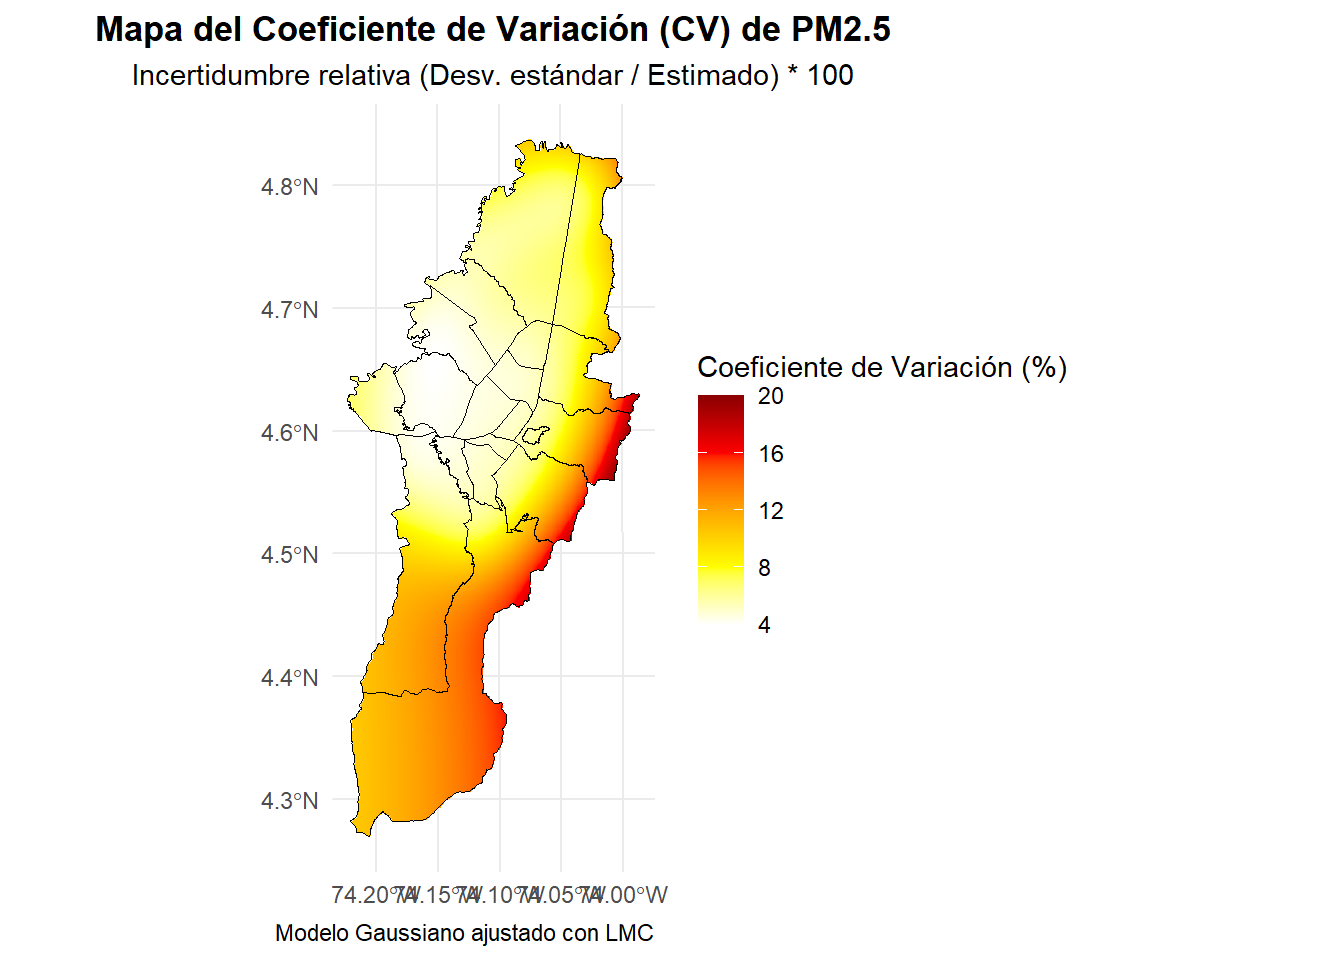 Mapa del Coeficiente de Variación (CV) de PM2.5
Incertidumbre relativa (Desv. estándar / Estimado) * 100
4.8°N
4.7°N
4.6°N
4.5°N
4.4°N
4.3°N
74.20°W 74.15°W 74.10°W 74.05°W 74.00°W
Coeficiente de Variación (%)
20
16
12
8
4
Modelo Gaussiano ajustado con LMC